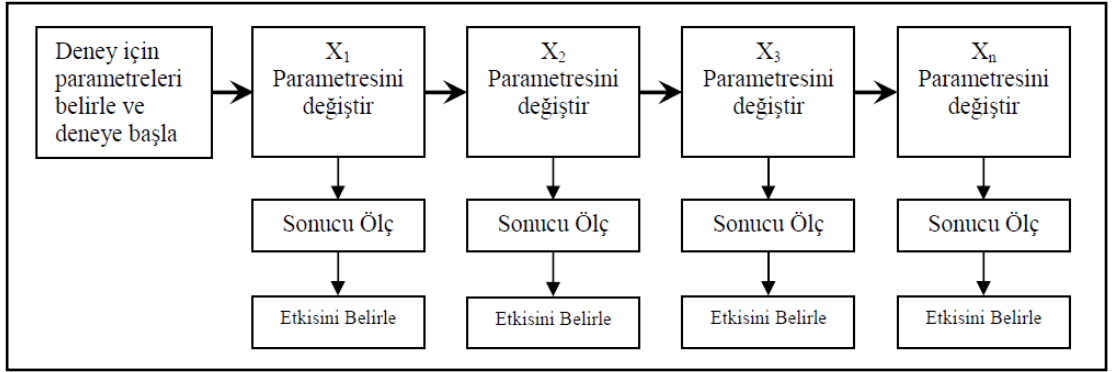 Deney için
parametreleri
belirle ve
deneye başla
X₁
Parametresini
değiştir
X₂
Parametresini
değiştir
X₃
Parametresini
değiştir
Xₙ
Parametresini
değiştir
Sonucu Ölç
Sonucu Ölç
Sonucu Ölç
Sonucu Ölç
Etkisini Belirle
Etkisini Belirle
Etkisini Belirle
Etkisini Belirle